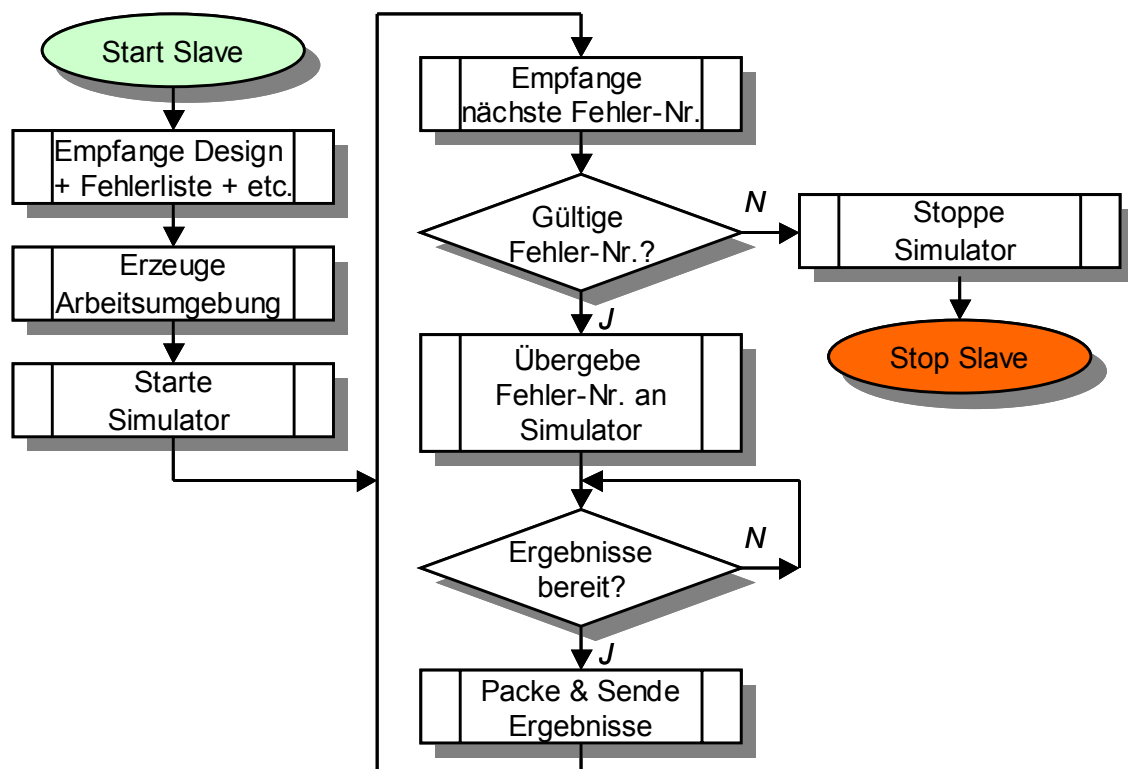 Start Slave
Empfange Design
+ Fehlerliste + etc.
Erzeuge
Arbeitsumgebung
Starte
Simulator
Empfange
nächste Fehler-Nr.
Gültige
Fehler-Nr.?
N
J
Stoppe
Simulator
Stop Slave
Übergebe
Fehler-Nr. an
Simulator
Ergebnisse
bereit?
N
J
Packe & Sende
Ergebnisse